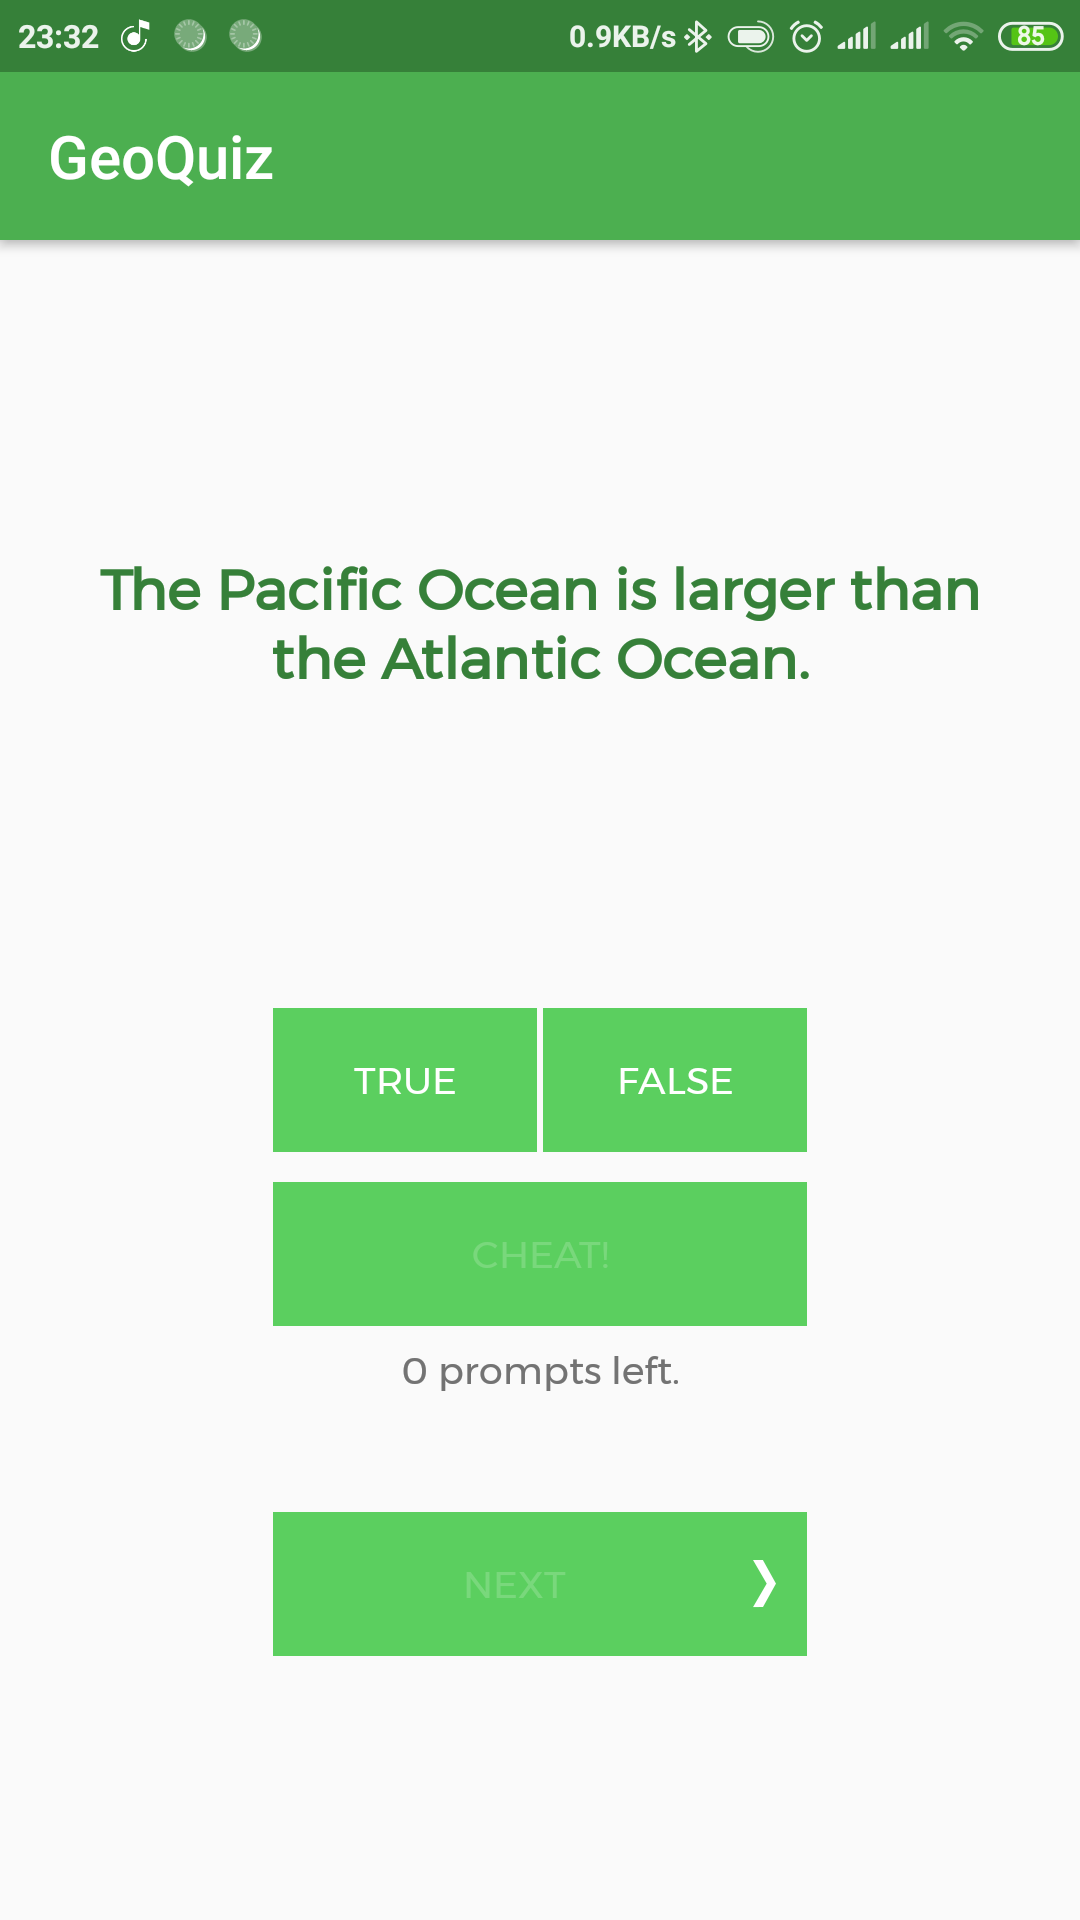 23:32 0.9KB/s 85
GeoQuiz
The Pacific Ocean is larger than
the Atlantic Ocean.
TRUE FALSE
CHEAT!
0 prompts left.
NEXT